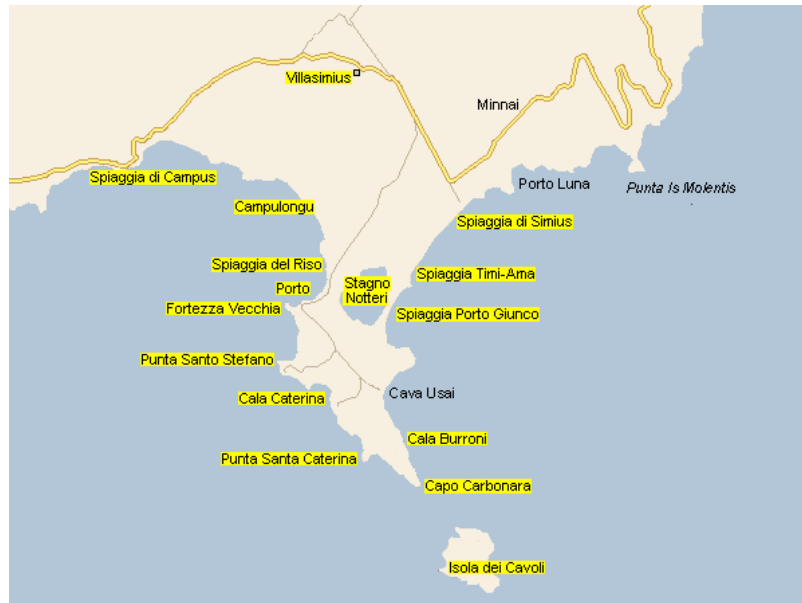 Villasimius
Minnai
Spiaggia di Campus
Porto Luna
Punta Is Molentis
Campulongu
Spiaggia di Simius
Spiaggia del Riso
Stagno
Notteri
Spiaggia Timi-Ama
Porto
Fortezza Vecchia
Spiaggia Porto Giunco
Punta Santo Stefano
Cala Caterina
Cava Usai
Cala Burroni
Punta Santa Caterina
Capo Carbonara
Isola dei Cavoli